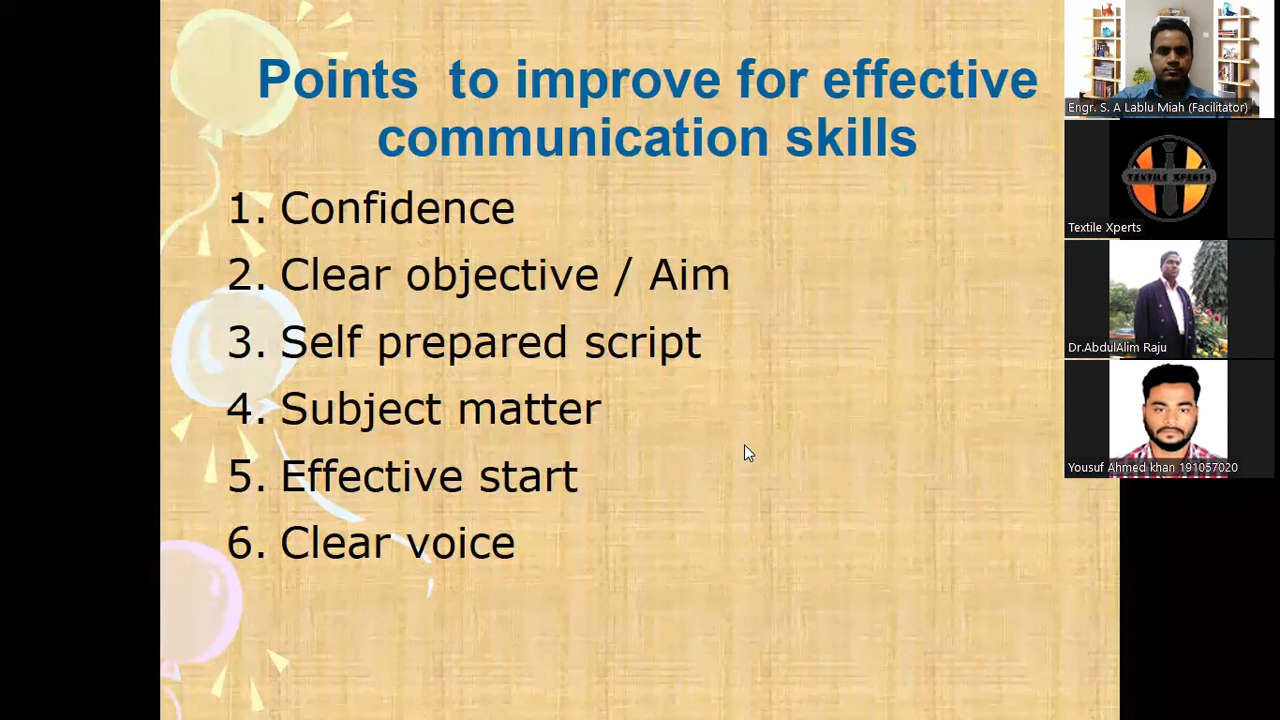 Points to improve for effective
communication skills
1. Confidence
2. Clear objective / Aim
3. Self prepared script
4. Subject matter
5. Effective start
6. Clear voice
Engr. S. A Lablu Miah (Facilitator)
TEXTILE XPERTS
Textile Xperts
Dr.AbdulAlim Raju
Yousuf Ahmed khan 191057020